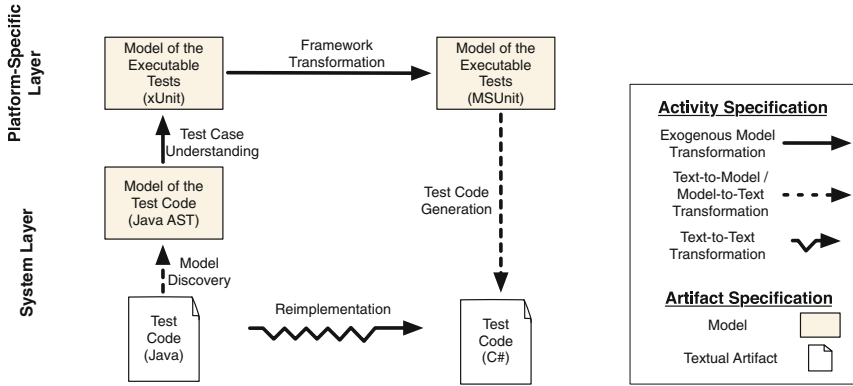 Platform-Specific
Layer
System Layer
Model of the
Executable
Tests
(xUnit)
Framework
Transformation
Model of the
Executable
Tests
(MSUnit)
Test Case
Understanding
Model of the
Test Code
(Java AST)
Test Code
Generation
Model
Discovery
Test
Code
(Java)
Reimplementation
Test
Code
(C#)
Activity Specification
Exogenous Model
Transformation
Text-to-Model /
Model-to-Text
Transformation
Text-to-Text
Transformation
Artifact Specification
Model
Textual Artifact